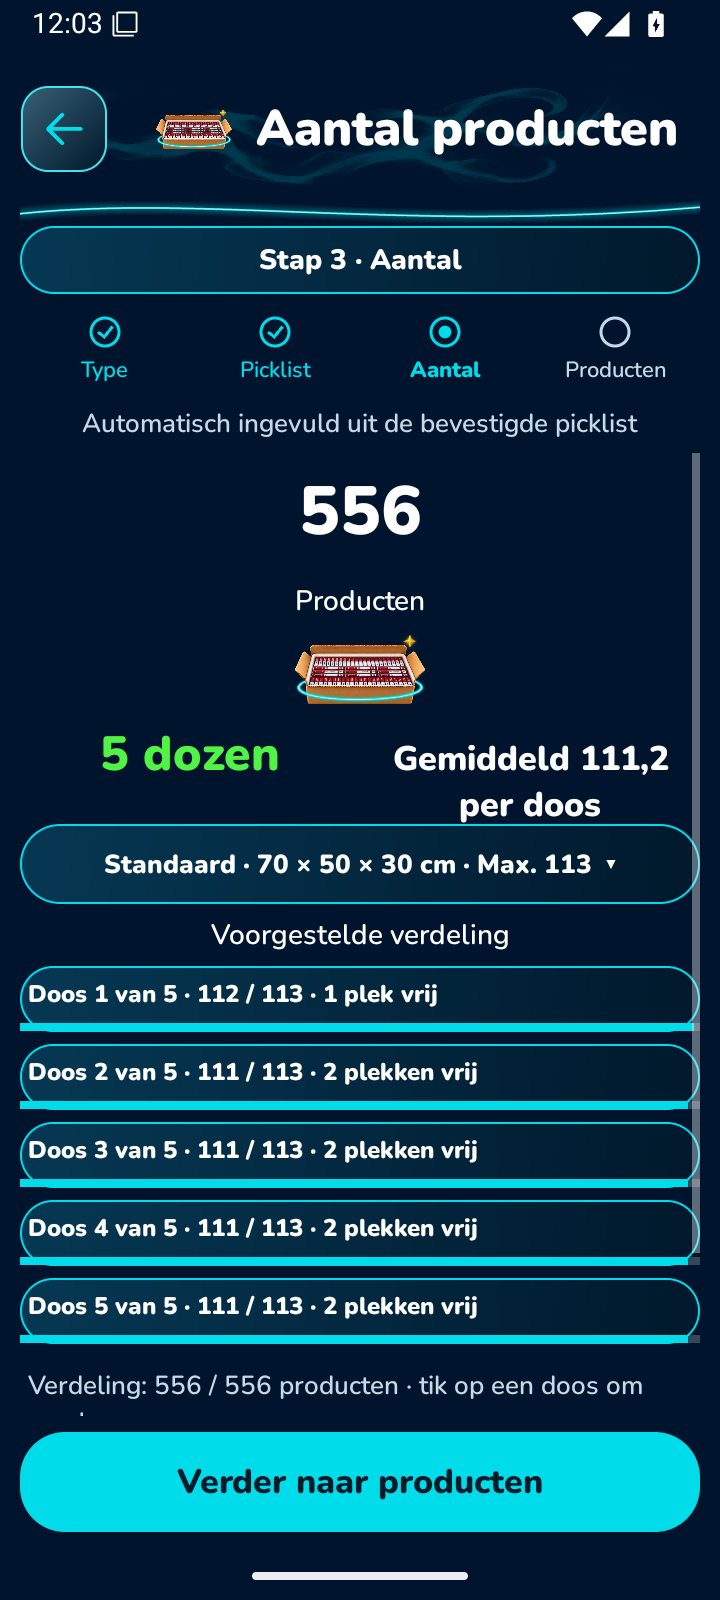 12:03
Aantal producten
Stap 3 · Aantal
Type
Picklist
Aantal
Producten
Automatisch ingevuld uit de bevestigde picklist
556
Producten
5 dozen
Gemiddeld 111,2
per doos
Standaard · 70 × 50 × 30 cm · Max. 113 ▼
Voorgestelde verdeling
Doos 1 van 5 · 112 / 113 · 1 plek vrij
Doos 2 van 5 · 111 / 113 · 2 plekken vrij
Doos 3 van 5 · 111 / 113 · 2 plekken vrij
Doos 4 van 5 · 111 / 113 · 2 plekken vrij
Doos 5 van 5 · 111 / 113 · 2 plekken vrij
Verdeling: 556 / 556 producten · tik op een doos om
Verder naar producten